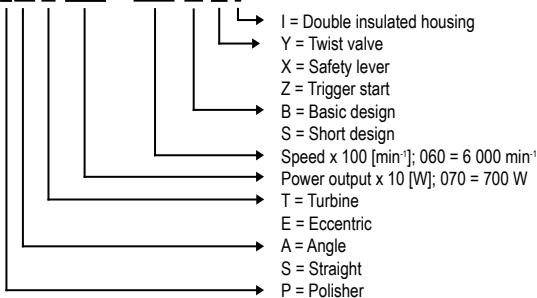 I = Double insulated housing
Y = Twist valve
X = Safety lever
Z = Trigger start
B = Basic design
S = Short design
Speed x 100 [min⁻¹]; 060 = 6 000 min⁻¹
Power output x 10 [W]; 070 = 700 W
T = Turbine
E = Eccentric
A = Angle
S = Straight
P = Polisher